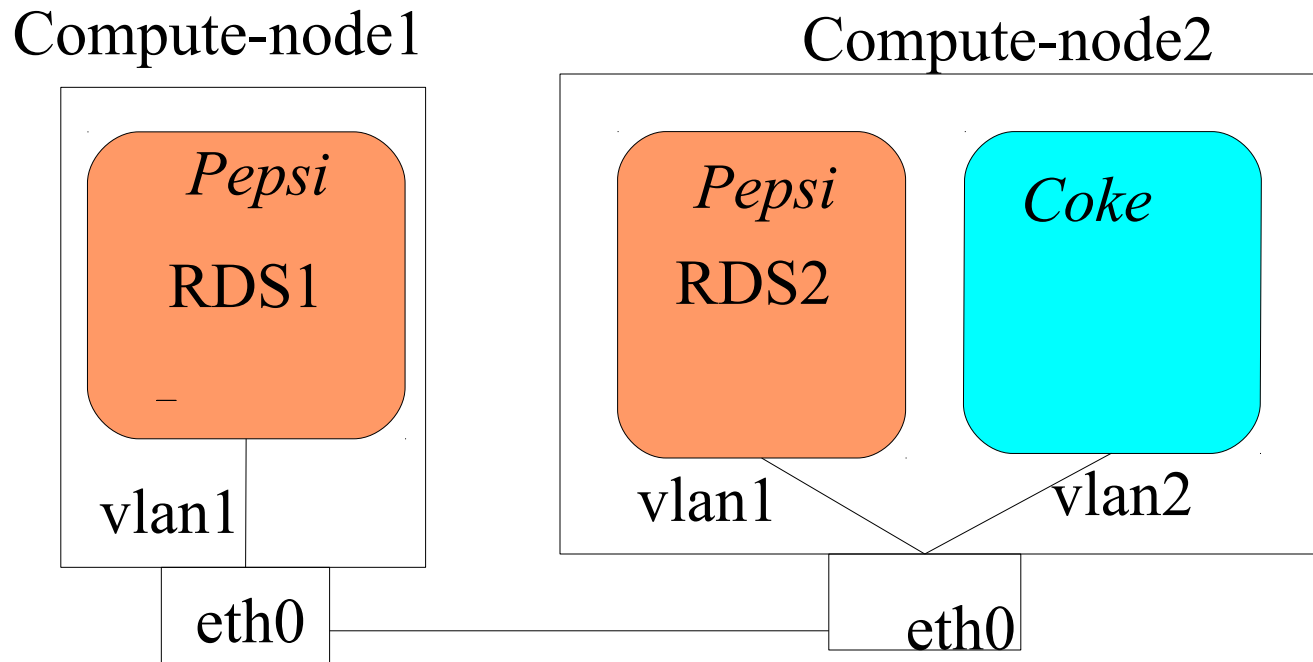 Compute-node1
Compute-node2
Pepsi
RDS1
vlan1
eth0
Pepsi
RDS2
Coke
vlan1
vlan2
eth0